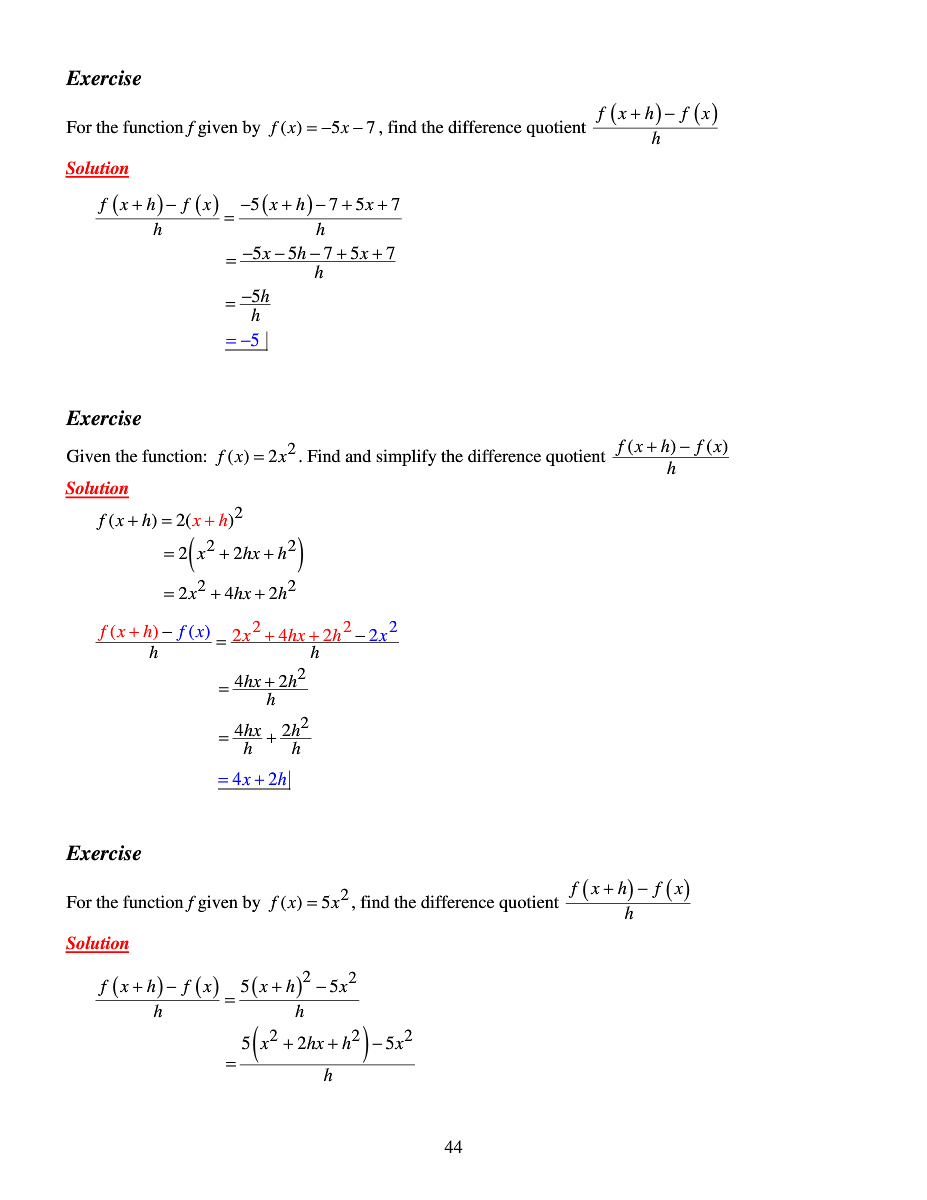 Exercise
For the function f given by f(x) = −5x − 7, find the difference quotient \frac{f(x+h)−f(x)}{h}
Solution
\frac{f(x+h)−f(x)}{h} = \frac{−5(x+h)−7+5x+7}{h}
= \frac{−5x−5h−7+5x+7}{h}
= \frac{−5h}{h}
= −5
Exercise
Given the function: f(x) = 2x^2. Find and simplify the difference quotient \frac{f(x+h)−f(x)}{h}
Solution
f(x+h) = 2(x+h)^2
= 2(x^2 + 2hx + h^2)
= 2x^2 + 4hx + 2h^2
\frac{f(x+h)−f(x)}{h} = \frac{2x^2+4hx+2h^2−2x^2}{h}
= \frac{4hx+2h^2}{h}
= \frac{4hx}{h} + \frac{2h^2}{h}
= 4x + 2h
Exercise
For the function f given by f(x) = 5x^2, find the difference quotient \frac{f(x+h)−f(x)}{h}
Solution
\frac{f(x+h)−f(x)}{h} = \frac{5(x+h)^2−5x^2}{h}
= \frac{5(x^2+2hx+h^2)−5x^2}{h}
44